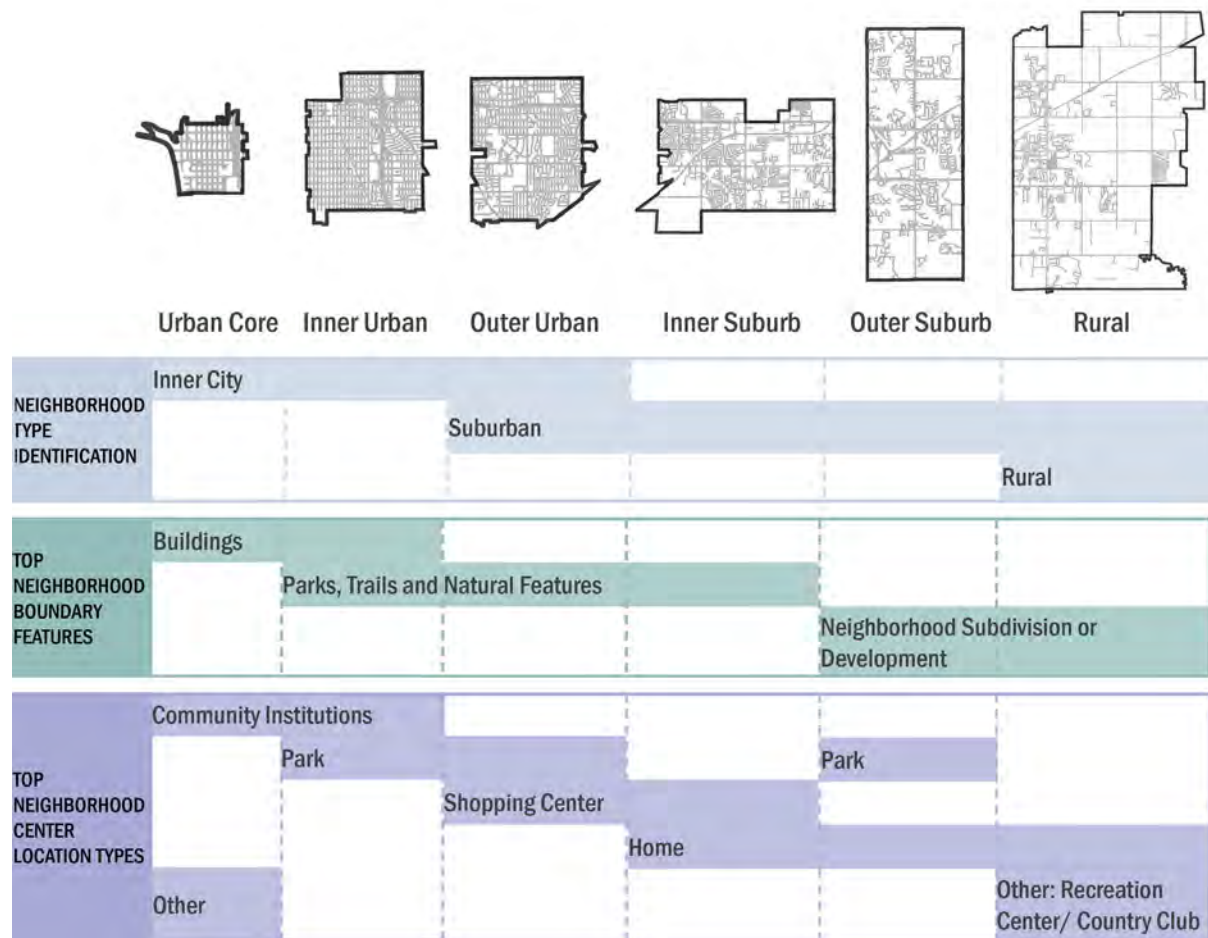 Urban Core Inner Urban Outer Urban Inner Suburb Outer Suburb Rural
NEIGHBORHOOD
TYPE
IDENTIFICATION
Inner City
Suburban
Rural
TOP
NEIGHBORHOOD
BOUNDARY
FEATURES
Buildings
Parks, Trails and Natural Features
Neighborhood Subdivision or
Development
TOP
NEIGHBORHOOD
CENTER
LOCATION TYPES
Community Institutions
Park
Park
Shopping Center
Home
Other
Other: Recreation
Center/ Country Club